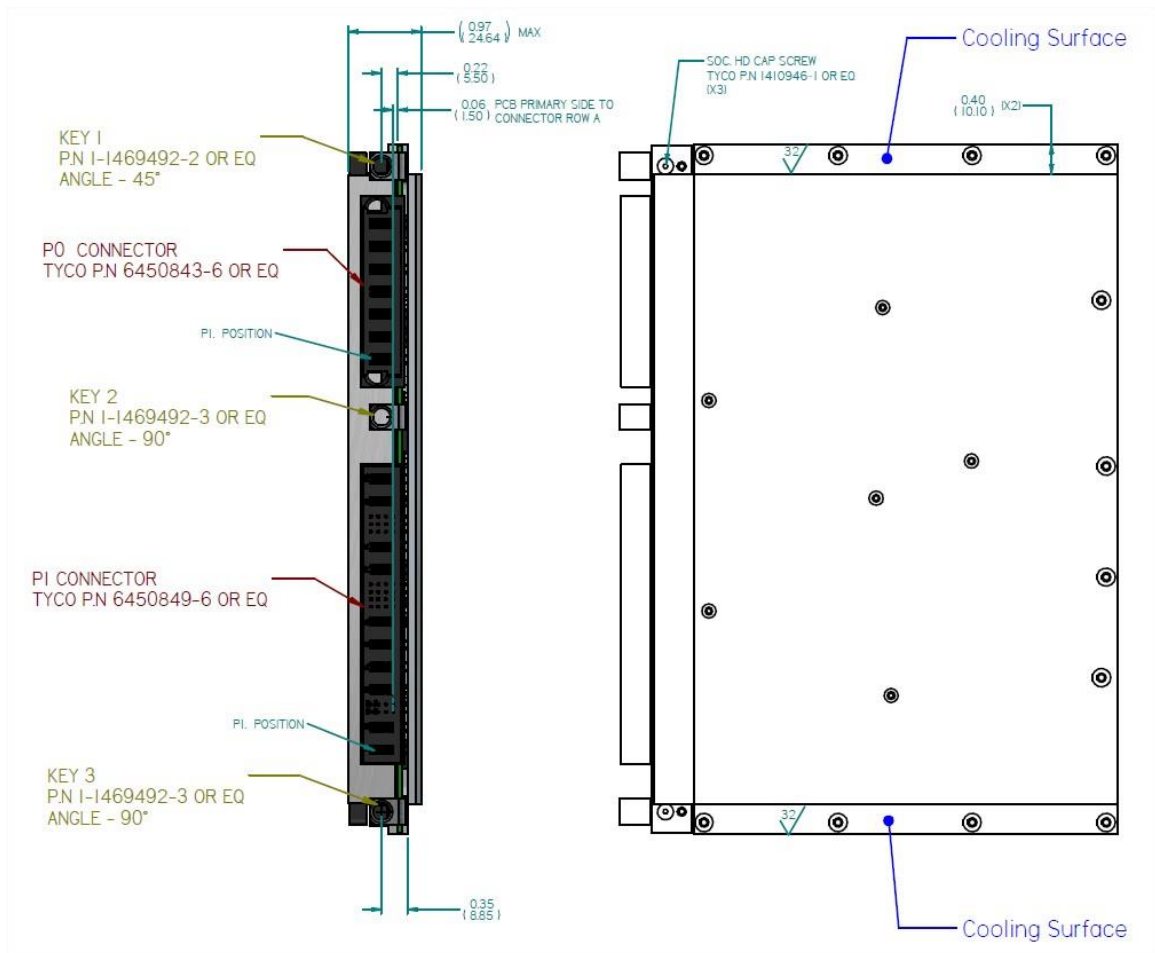 0.97
( 24.64 ) MAX
0.22
( 5.50 )
0.06 PCB PRIMARY SIDE TO
( 1.50 ) CONNECTOR ROW A
KEY 1
P.N 1-1469492-2 OR EQ
ANGLE - 45°
P0 CONNECTOR
TYCO P.N 6450843-6 OR EQ
P1. POSITION
KEY 2
P.N 1-1469492-3 OR EQ
ANGLE - 90°
P1 CONNECTOR
TYCO P.N 6450849-6 OR EQ
P1. POSITION
KEY 3
P.N 1-1469492-3 OR EQ
ANGLE - 90°
0.35
( 8.85 )
Cooling Surface
SOC. HD CAP SCREW
TYCO P.N 1410946-1 OR EQ
(X3)
0.40
( 10.10 ) (X2)
32
32
Cooling Surface